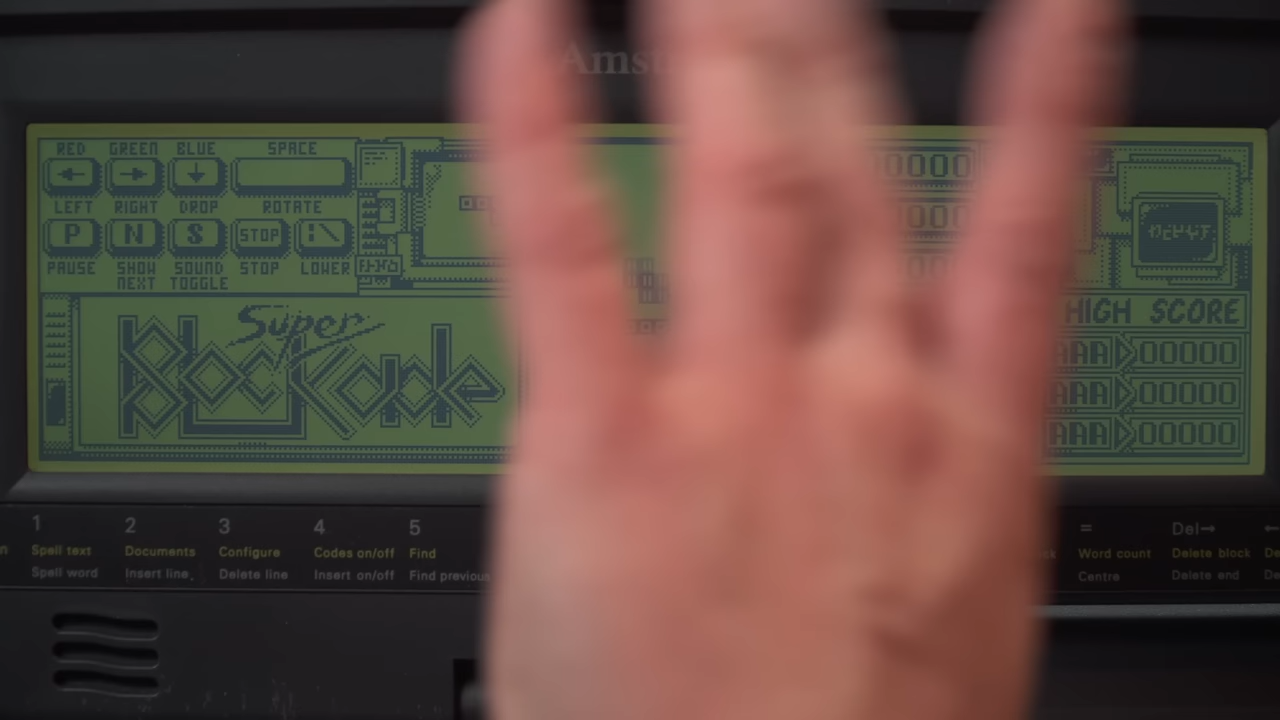 RED GREEN BLUE SPACE
LEFT RIGHT DROP ROTATE
P N S STOP
PAUSE SHOW NEXT SOUND TOGGLE STOP LOWER
Super
Blockade
0000
HIGH SCORE
AAA 00000
AAA 00000
AAA 00000
1 2 3 4 5 = Del→
Spell text Documents Configure Codes on/off Find Word count Delete block
Spell word Insert line Delete line Insert on/off Find previous Centre Delete end